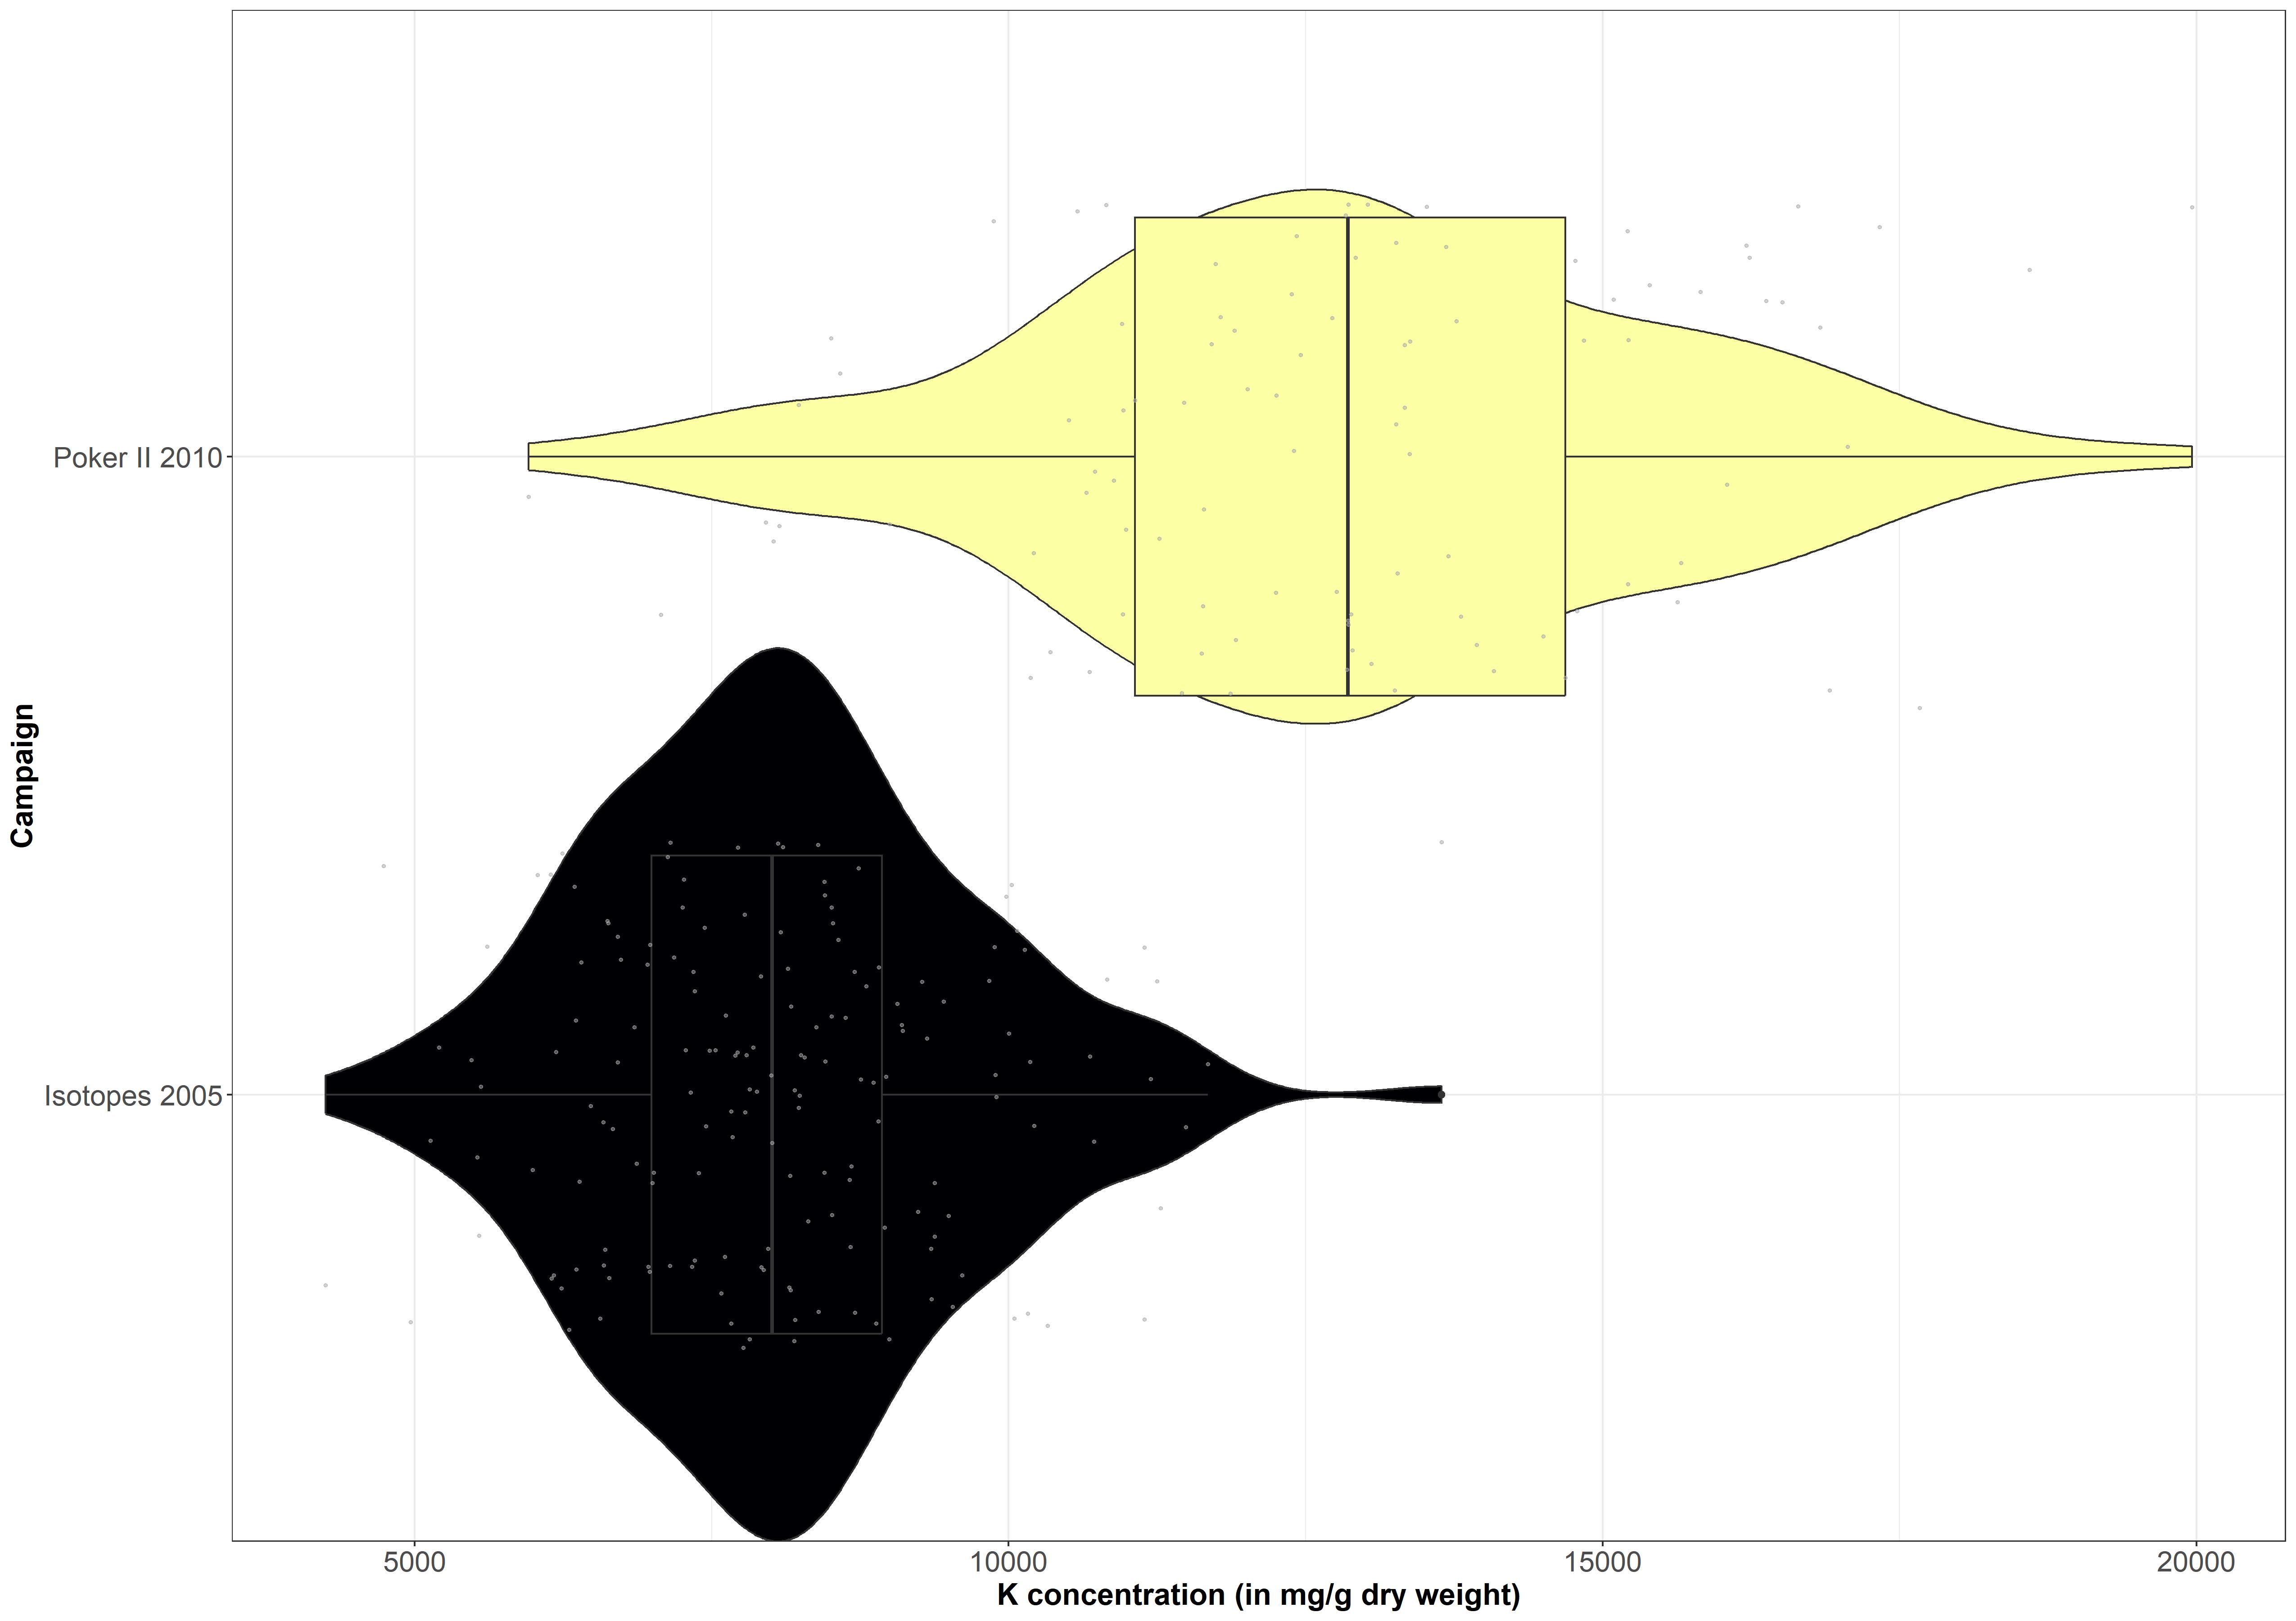 Campaign
Poker II 2010
Isotopes 2005
5000
10000
15000
20000
K concentration (in mg/g dry weight)